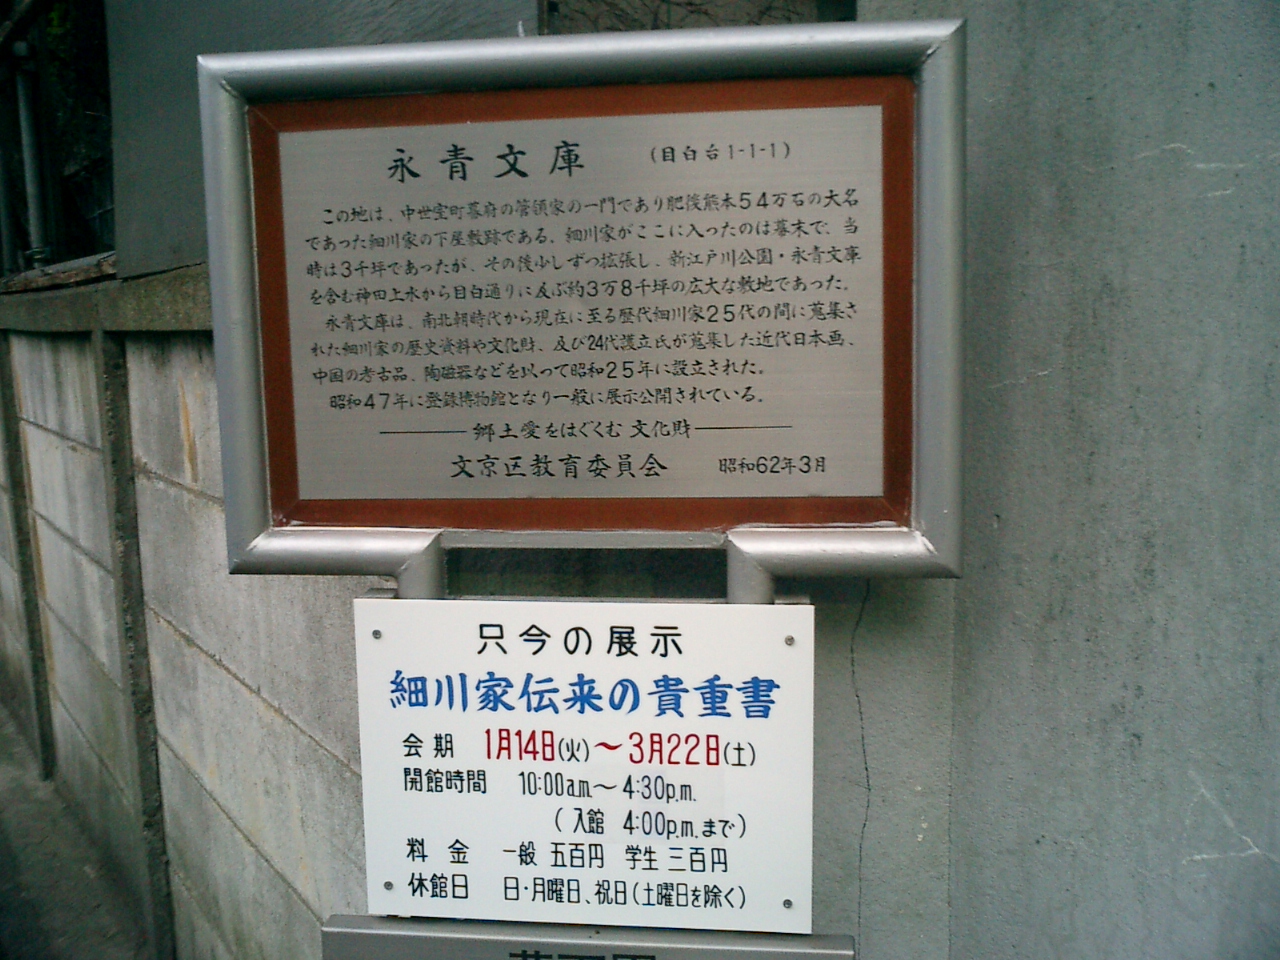 永青文庫 (目白台1-1-1)
この地は、中世室町幕府の管領家の一門であり肥後熊本54万石の大名
であった細川家の下屋敷跡である。細川家がここに入ったのは幕末で、当
時は3千坪であったが、その後少しずつ拡張し、新江戸川公園・永青文庫
を含む神田上水から目白通りに及ぶ約3万8千坪の広大な敷地であった。
永青文庫は、南北朝時代から現在に至る歴代細川家25代の間に蒐集さ
れた細川家の歴史資料や文化財、及び24代護立氏が蒐集した近代日本画、
中国の考古品、陶磁器などを以って昭和25年に設立された。
昭和47年に登録博物館となり一般に展示公開されている。
郷土愛をはぐくむ 文化財
文京区教育委員会 昭和62年3月
只今の展示
細川家伝来の貴重書
会期 1月14日(火)〜3月22日(土)
開館時間 10:00a.m.〜4:30p.m.
(入館 4:00p.m.まで)
料金 一般 五百円 学生 三百円
休館日 日・月曜日、祝日(土曜日を除く)